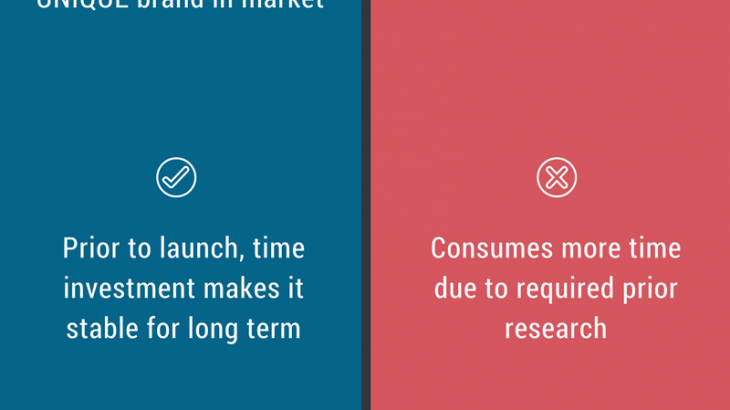 UNIQUE brand in market
Prior to launch, time
investment makes it
stable for long term
Consumes more time
due to required prior
research